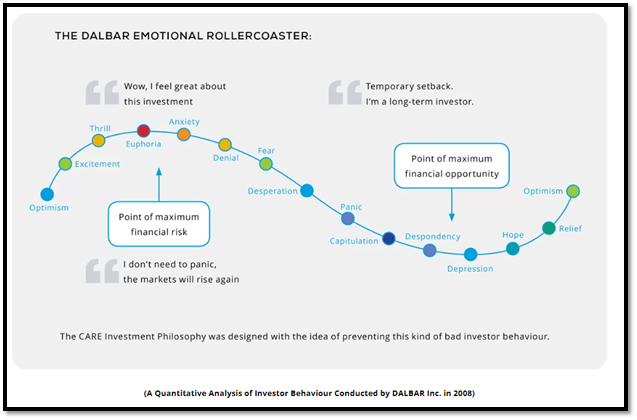 THE DALBAR EMOTIONAL ROLLERCOASTER:
Wow, I feel great about
this investment
Temporary setback.
I'm a long-term investor.
Optimism
Excitement
Thrill
Euphoria
Anxiety
Denial
Fear
Desperation
Panic
Capitulation
Despondency
Depression
Hope
Relief
Optimism
Point of maximum
financial risk
Point of maximum
financial opportunity
I don't need to panic,
the markets will rise again
The CARE Investment Philosophy was designed with the idea of preventing this kind of bad investor behaviour.
(A Quantitative Analysis of Investor Behaviour Conducted by DALBAR Inc. in 2008)